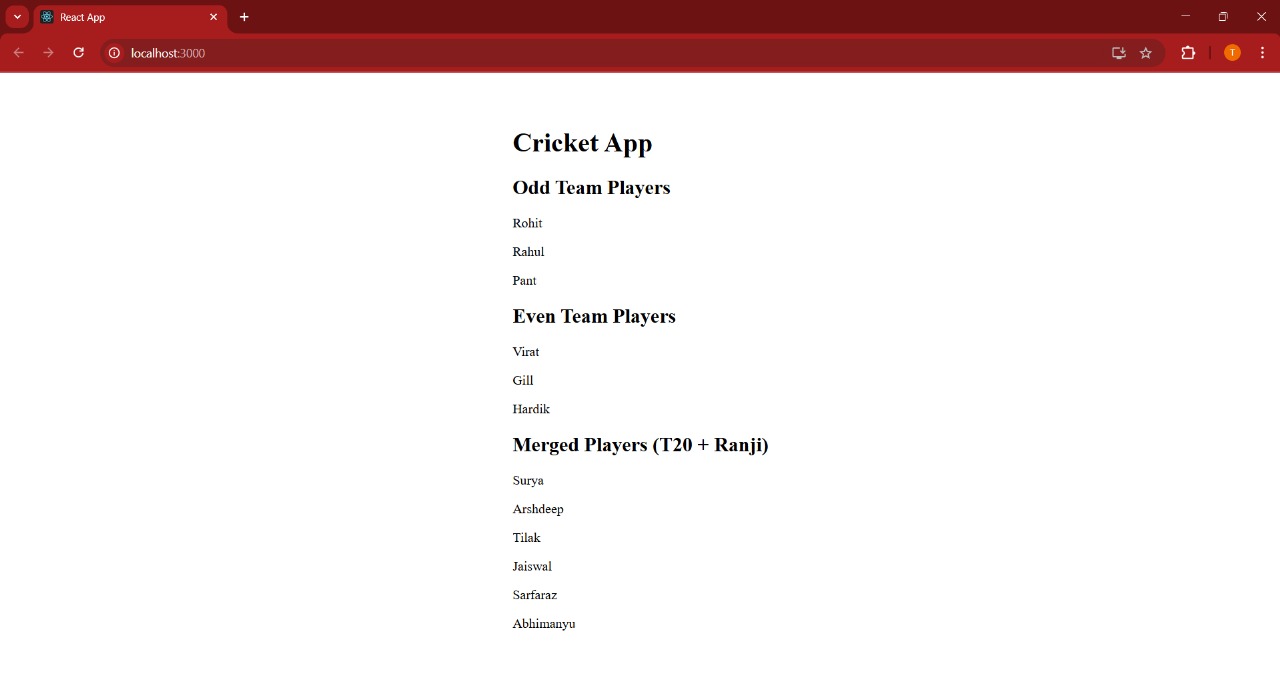 React App
localhost:3000
T
Cricket App
Odd Team Players
Rohit
Rahul
Pant
Even Team Players
Virat
Gill
Hardik
Merged Players (T20 + Ranji)
Surya
Arshdeep
Tilak
Jaiswal
Sarfaraz
Abhimanyu